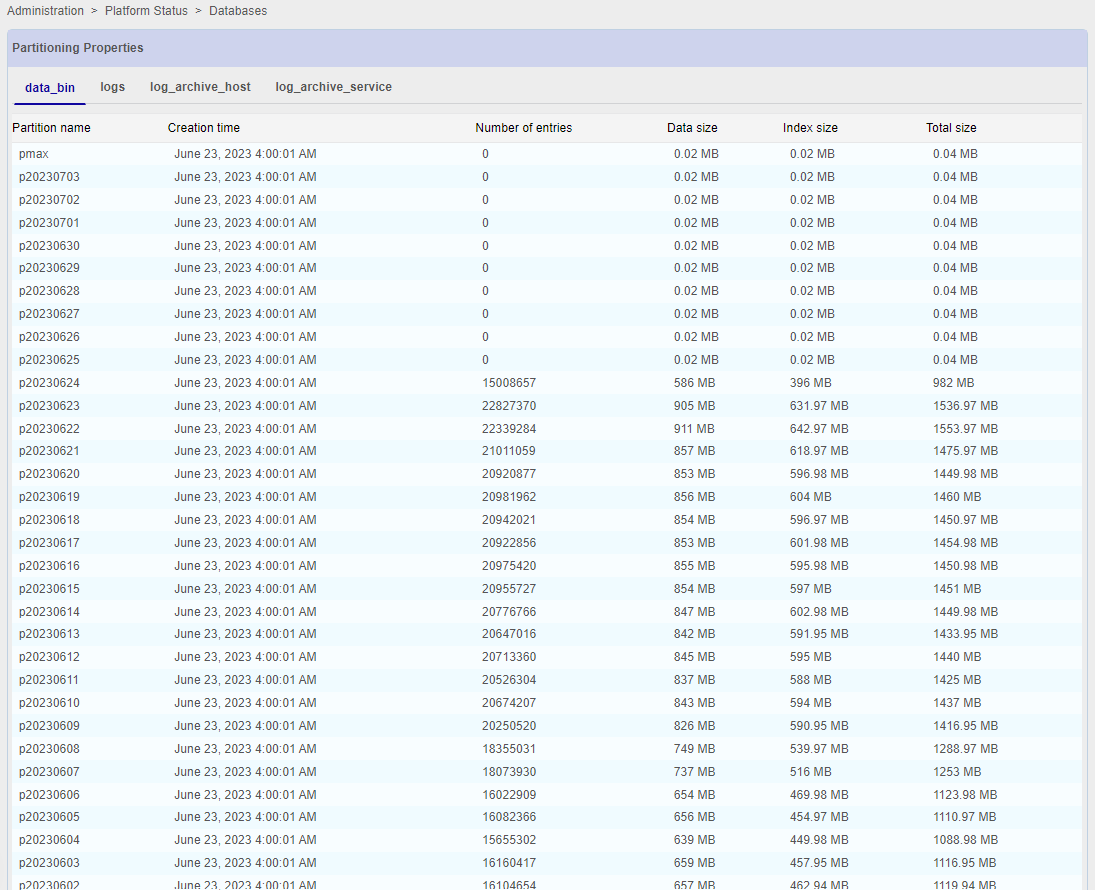 Administration > Platform Status > Databases
Partitioning Properties
data_bin logs log_archive_host log_archive_service
Partition name Creation time Number of entries Data size Index size Total size
pmax June 23, 2023 4:00:01 AM 0 0.02 MB 0.02 MB 0.04 MB
p20230703 June 23, 2023 4:00:01 AM 0 0.02 MB 0.02 MB 0.04 MB
p20230702 June 23, 2023 4:00:01 AM 0 0.02 MB 0.02 MB 0.04 MB
p20230701 June 23, 2023 4:00:01 AM 0 0.02 MB 0.02 MB 0.04 MB
p20230630 June 23, 2023 4:00:01 AM 0 0.02 MB 0.02 MB 0.04 MB
p20230629 June 23, 2023 4:00:01 AM 0 0.02 MB 0.02 MB 0.04 MB
p20230628 June 23, 2023 4:00:01 AM 0 0.02 MB 0.02 MB 0.04 MB
p20230627 June 23, 2023 4:00:01 AM 0 0.02 MB 0.02 MB 0.04 MB
p20230626 June 23, 2023 4:00:01 AM 0 0.02 MB 0.02 MB 0.04 MB
p20230625 June 23, 2023 4:00:01 AM 0 0.02 MB 0.02 MB 0.04 MB
p20230624 June 23, 2023 4:00:01 AM 15008657 586 MB 396 MB 982 MB
p20230623 June 23, 2023 4:00:01 AM 22827370 905 MB 631.97 MB 1536.97 MB
p20230622 June 23, 2023 4:00:01 AM 22339284 911 MB 642.97 MB 1553.97 MB
p20230621 June 23, 2023 4:00:01 AM 21011059 857 MB 618.97 MB 1475.97 MB
p20230620 June 23, 2023 4:00:01 AM 20920877 853 MB 596.98 MB 1449.98 MB
p20230619 June 23, 2023 4:00:01 AM 20981962 856 MB 604 MB 1460 MB
p20230618 June 23, 2023 4:00:01 AM 20942021 854 MB 596.97 MB 1450.97 MB
p20230617 June 23, 2023 4:00:01 AM 20922856 853 MB 601.98 MB 1454.98 MB
p20230616 June 23, 2023 4:00:01 AM 20975420 855 MB 595.98 MB 1450.98 MB
p20230615 June 23, 2023 4:00:01 AM 20955727 854 MB 597 MB 1451 MB
p20230614 June 23, 2023 4:00:01 AM 20776766 847 MB 602.98 MB 1449.98 MB
p20230613 June 23, 2023 4:00:01 AM 20647016 842 MB 591.95 MB 1433.95 MB
p20230612 June 23, 2023 4:00:01 AM 20713360 845 MB 595 MB 1440 MB
p20230611 June 23, 2023 4:00:01 AM 20526304 837 MB 588 MB 1425 MB
p20230610 June 23, 2023 4:00:01 AM 20674207 843 MB 594 MB 1437 MB
p20230609 June 23, 2023 4:00:01 AM 20250520 826 MB 590.95 MB 1416.95 MB
p20230608 June 23, 2023 4:00:01 AM 18355031 749 MB 539.97 MB 1288.97 MB
p20230607 June 23, 2023 4:00:01 AM 18073930 737 MB 516 MB 1253 MB
p20230606 June 23, 2023 4:00:01 AM 16022909 654 MB 469.98 MB 1123.98 MB
p20230605 June 23, 2023 4:00:01 AM 16082366 656 MB 454.97 MB 1110.97 MB
p20230604 June 23, 2023 4:00:01 AM 15655302 639 MB 449.98 MB 1088.98 MB
p20230603 June 23, 2023 4:00:01 AM 16160417 659 MB 457.95 MB 1116.95 MB
p20230602 June 23, 2023 4:00:01 AM 16104654 657 MB 462.94 MB 1119.94 MB